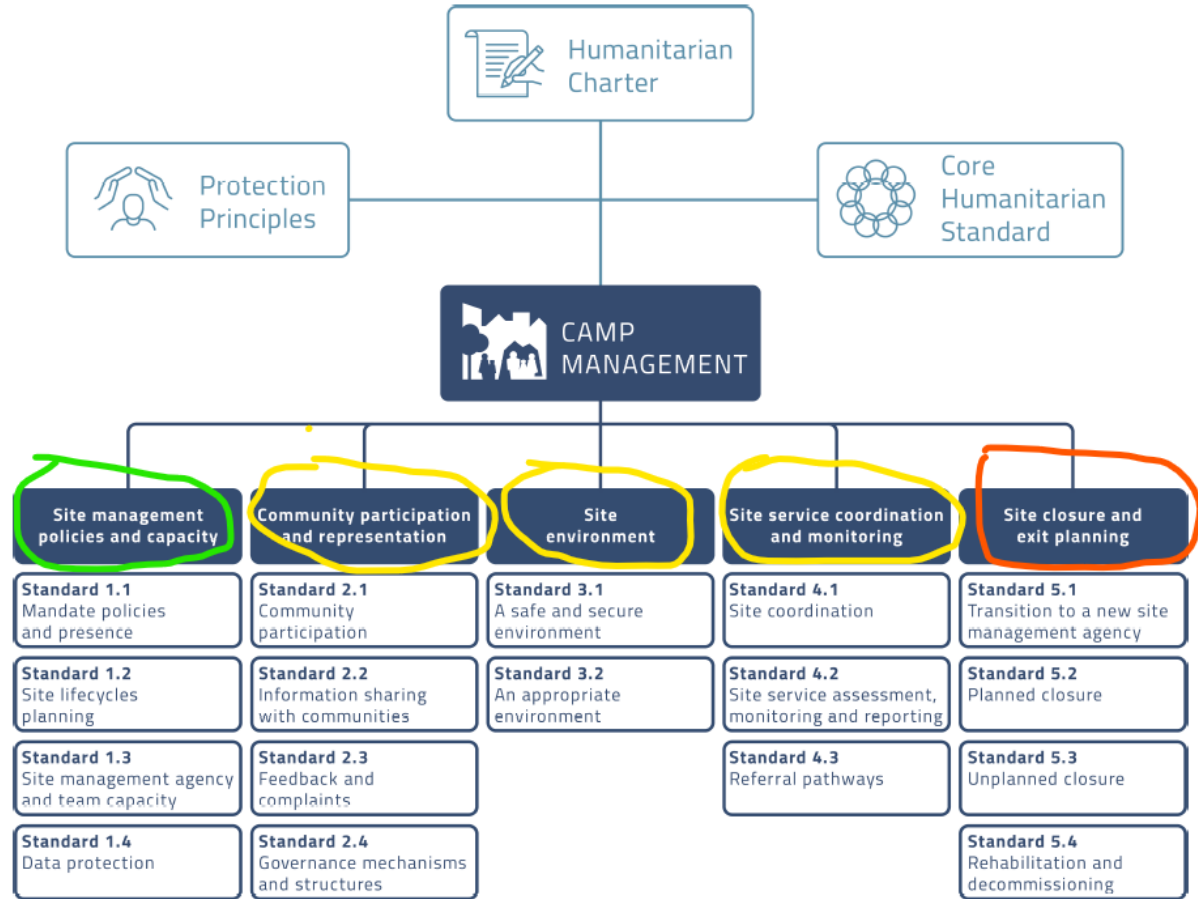 Humanitarian
Charter
Protection
Principles
Core
Humanitarian
Standard
CAMP
MANAGEMENT
Site management
policies and capacity
Standard 1.1
Mandate policies
and presence
Standard 1.2
Site lifecycles
planning
Standard 1.3
Site management agency
and team capacity
Standard 1.4
Data protection
Community participation
and representation
Standard 2.1
Community
participation
Standard 2.2
Information sharing
with communities
Standard 2.3
Feedback and
complaints
Standard 2.4
Governance mechanisms
and structures
Site
environment
Standard 3.1
A safe and secure
environment
Standard 3.2
An appropriate
environment
Site service coordination
and monitoring
Standard 4.1
Site coordination
Standard 4.2
Site service assessment,
monitoring and reporting
Standard 4.3
Referral pathways
Site closure and
exit planning
Standard 5.1
Transition to a new site
management agency
Standard 5.2
Planned closure
Standard 5.3
Unplanned closure
Standard 5.4
Rehabilitation and
decommissioning